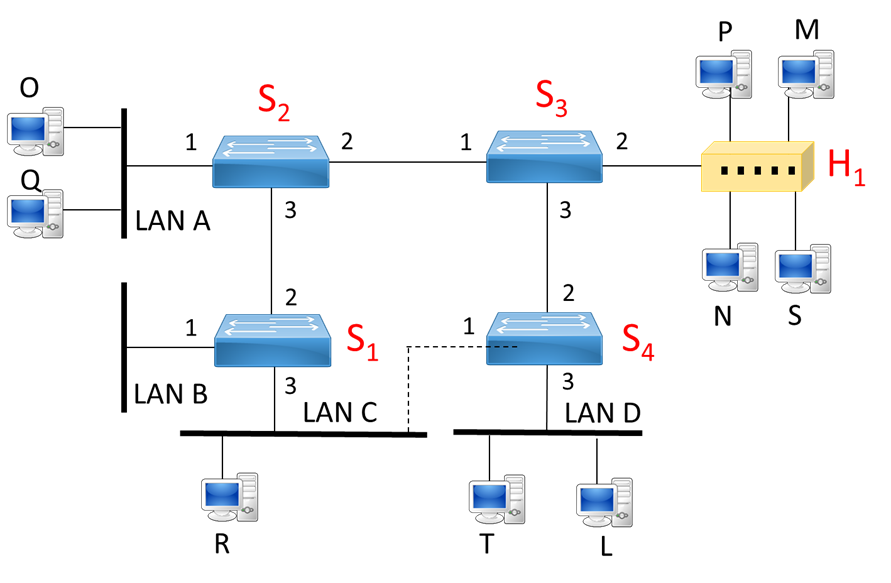 P M
O S₂ S₃
1 2 1 2 H₁
Q
LAN A 3 3
2 2
1 S₁ 1 S₄
LAN B 3 LAN C 3 LAN D
N S
R T L